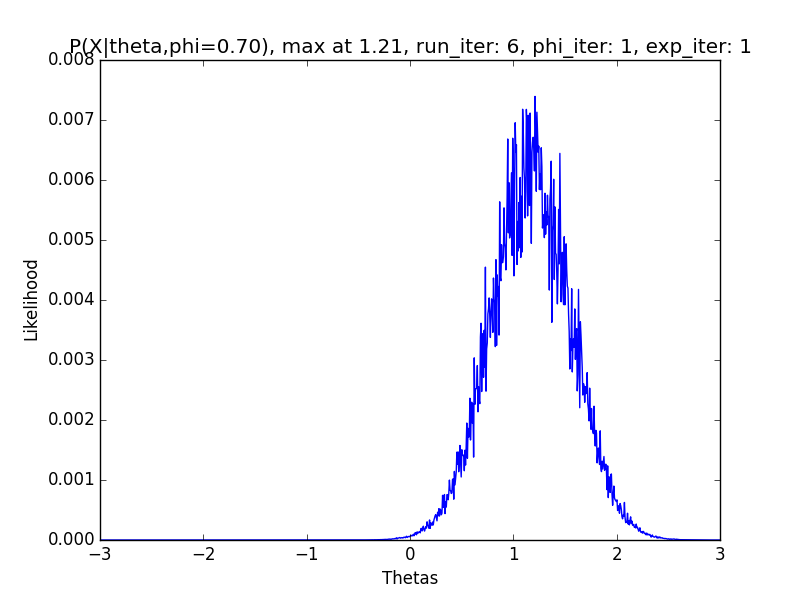 P(X|theta,phi=0.70), max at 1.21, run_iter: 6, phi_iter: 1, exp_iter: 1
0.008
0.007
0.006
0.005
0.004
0.003
0.002
0.001
0.000
Likelihood
−3 −2 −1 0 1 2 3
Thetas